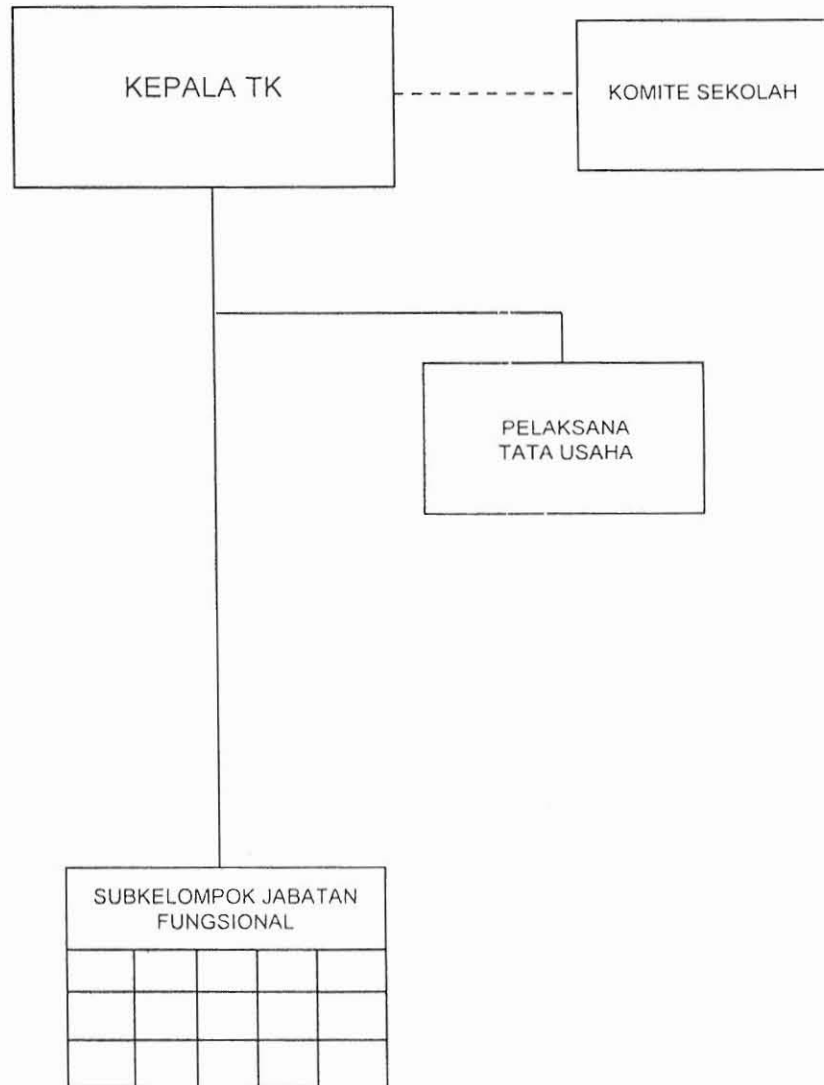 KEPALA TK
KOMITE SEKOLAH
PELAKSANA
TATA USAHA
SUBKELOMPOK JABATAN
FUNGSIONAL